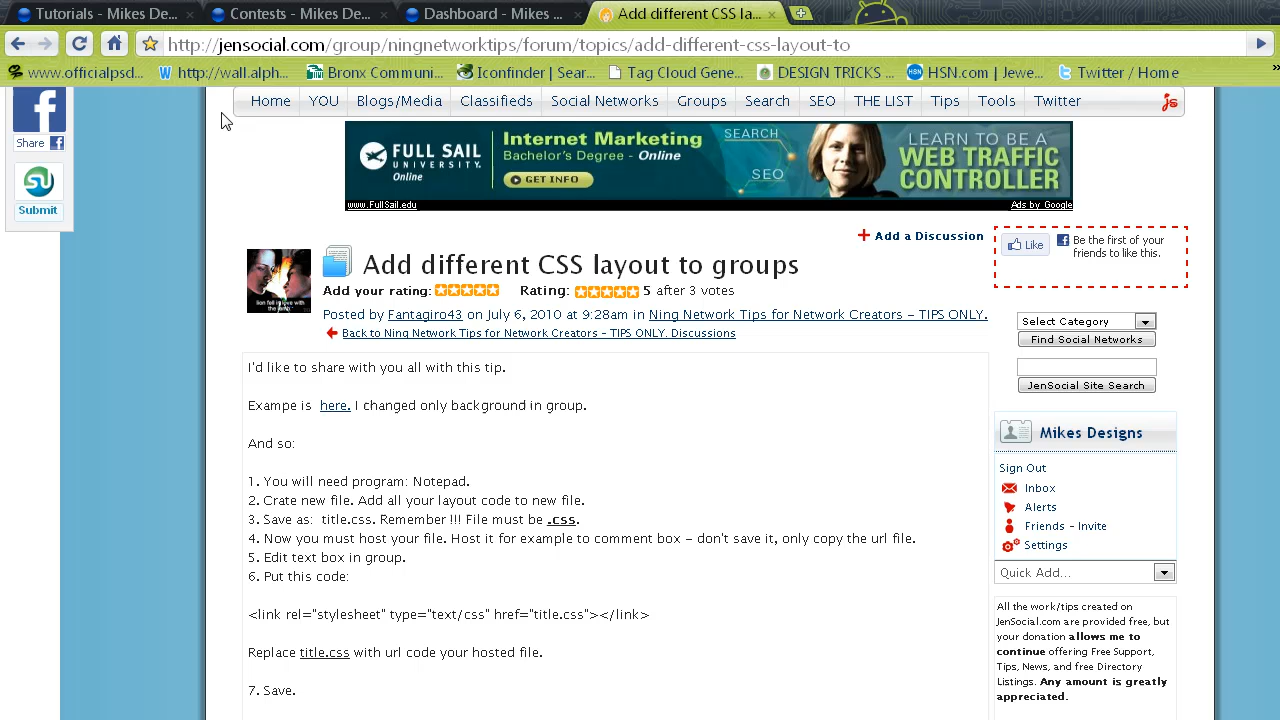 Tutorials - Mikes De...
Contests - Mikes De...
Dashboard - Mikes ...
Add different CSS la...
http://jensocial.com/group/ningnetworktips/forum/topics/add-different-css-layout-to
www.officialpsd...
http://wall.alph...
Bronx Communi...
Iconfinder | Sear...
Tag Cloud Gene...
DESIGN TRICKS ...
HSN.com | Jewe...
Twitter / Home
Home YOU Blogs/Media Classifieds Social Networks Groups Search SEO THE LIST Tips Tools Twitter
Share
Submit
FULL SAIL
UNIVERSITY.
Online
Internet Marketing
Bachelor's Degree - Online
GET INFO
SEARCH
SEO
LEARN TO BE A
WEB TRAFFIC
CONTROLLER
www.FullSail.edu
Ads by Google
+ Add a Discussion
Add different CSS layout to groups
Add your rating: Rating: 5 after 3 votes
Posted by Fantagiro43 on July 6, 2010 at 9:28am in Ning Network Tips for Network Creators - TIPS ONLY.
Back to Ning Network Tips for Network Creators - TIPS ONLY. Discussions
I'd like to share with you all with this tip.
Exampe is here. I changed only background in group.
And so:
1. You will need program: Notepad.
2. Crate new file. Add all your layout code to new file.
3. Save as: title.css. Remember !!! File must be .css.
4. Now you must host your file. Host it for example to comment box - don't save it, only copy the url file.
5. Edit text box in group.
6. Put this code:
<link rel="stylesheet" type="text/css" href="title.css"></link>
Replace title.css with url code your hosted file.
7. Save.
Like
Be the first of your
friends to like this.
Select Category
Find Social Networks
JenSocial Site Search
Mikes Designs
Sign Out
Inbox
Alerts
Friends - Invite
Settings
Quick Add...
All the work/tips created on
JenSocial.com are provided free, but
your donation allows me to
continue offering Free Support,
Tips, News, and free Directory
Listings. Any amount is greatly
appreciated.